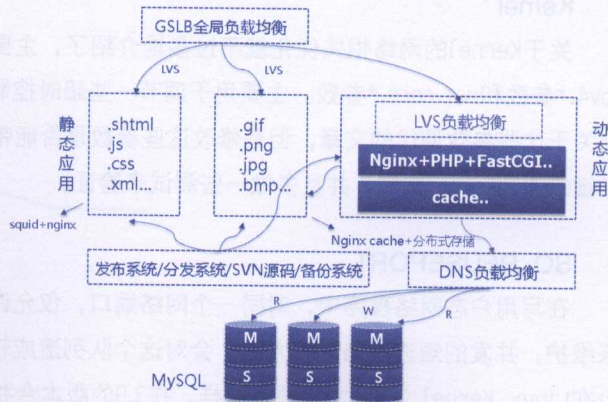 GSLB全局负载均衡
LVS
LVS
静态应用
.shtml
.js
.css
.xml..
.gif
.png
.jpg
.bmp...
LVS负载均衡
Nginx+PHP+FastCGI..
cache..
动态应用
squid+nginx
Nginx cache+分布式存储
发布系统/分发系统/SVN源码/备份系统
DNS负载均衡
R
W
R
MySQL
M
M
M
S
S
S